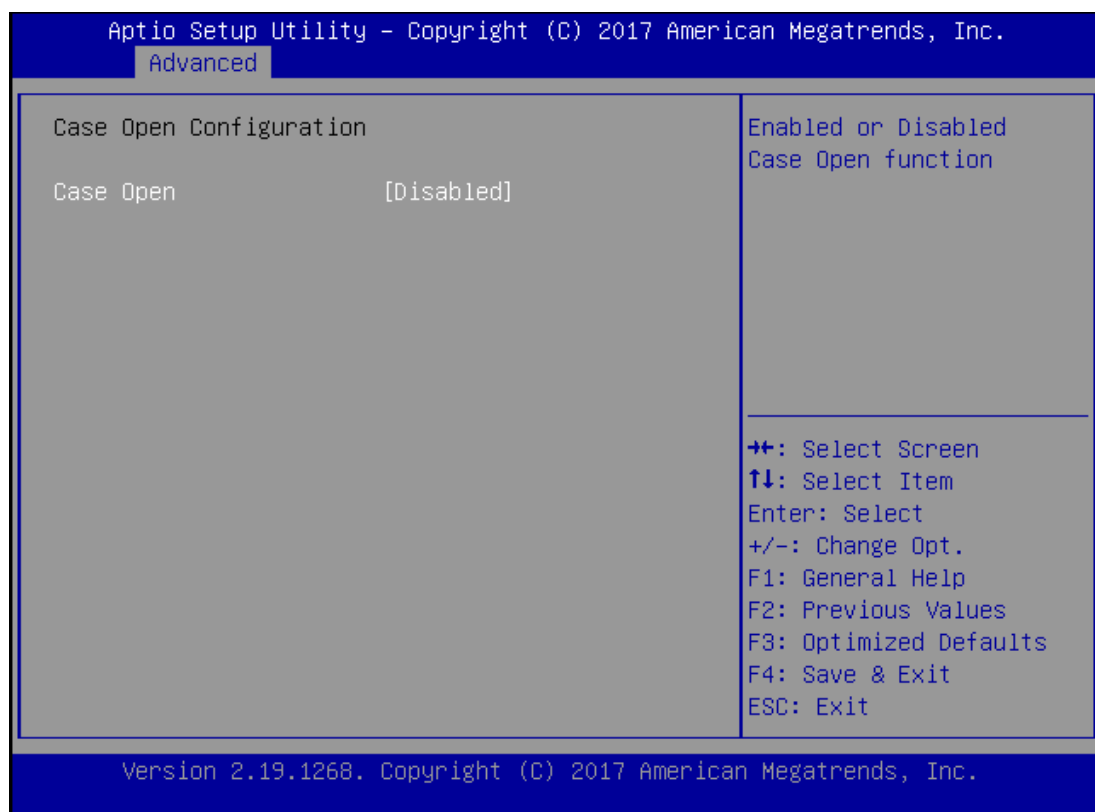 Aptio Setup Utility – Copyright (C) 2017 American Megatrends, Inc.
Advanced
Case Open Configuration
Case Open [Disabled]
Enabled or Disabled
Case Open function
→←: Select Screen
↑↓: Select Item
Enter: Select
+/-: Change Opt.
F1: General Help
F2: Previous Values
F3: Optimized Defaults
F4: Save & Exit
ESC: Exit
Version 2.19.1268. Copyright (C) 2017 American Megatrends, Inc.